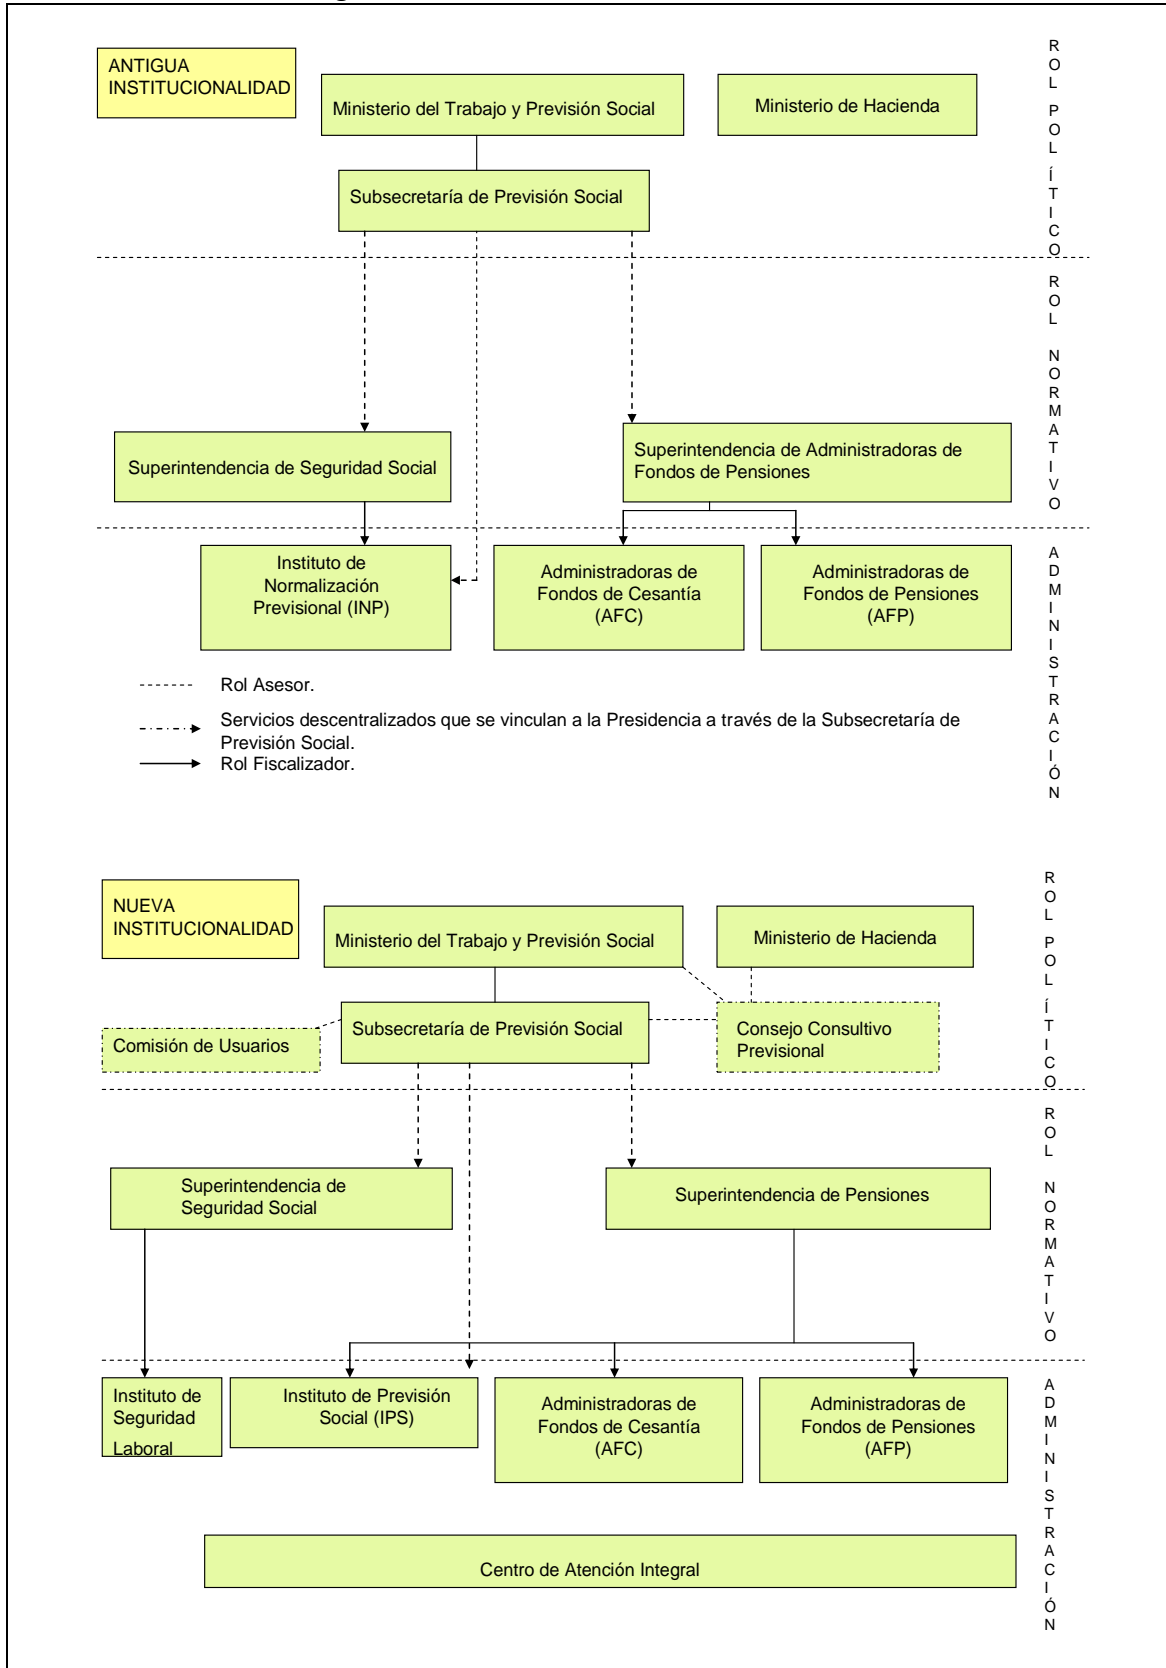 ANTIGUA
INSTITUCIONALIDAD
Ministerio del Trabajo y Previsión Social
Ministerio de Hacienda
Subsecretaría de Previsión Social
ROL POLÍTICO
Superintendencia de Seguridad Social
Superintendencia de Administradoras de
Fondos de Pensiones
ROL NORMATIVO
Instituto de
Normalización
Previsional (INP)
Administradoras de
Fondos de Cesantía
(AFC)
Administradoras de
Fondos de Pensiones
(AFP)
ADMINISTRACIÓN
Rol Asesor.
Servicios descentralizados que se vinculan a la Presidencia a través de la Subsecretaría de
Previsión Social.
Rol Fiscalizador.
NUEVA
INSTITUCIONALIDAD
Ministerio del Trabajo y Previsión Social
Ministerio de Hacienda
Comisión de Usuarios
Subsecretaría de Previsión Social
Consejo Consultivo
Previsional
ROL POLÍTICO
Superintendencia de
Seguridad Social
Superintendencia de Pensiones
ROL NORMATIVO
Instituto de
Seguridad
Laboral
Instituto de Previsión
Social (IPS)
Administradoras de
Fondos de Cesantía
(AFC)
Administradoras de
Fondos de Pensiones
(AFP)
Centro de Atención Integral
ADMINISTRACIÓN